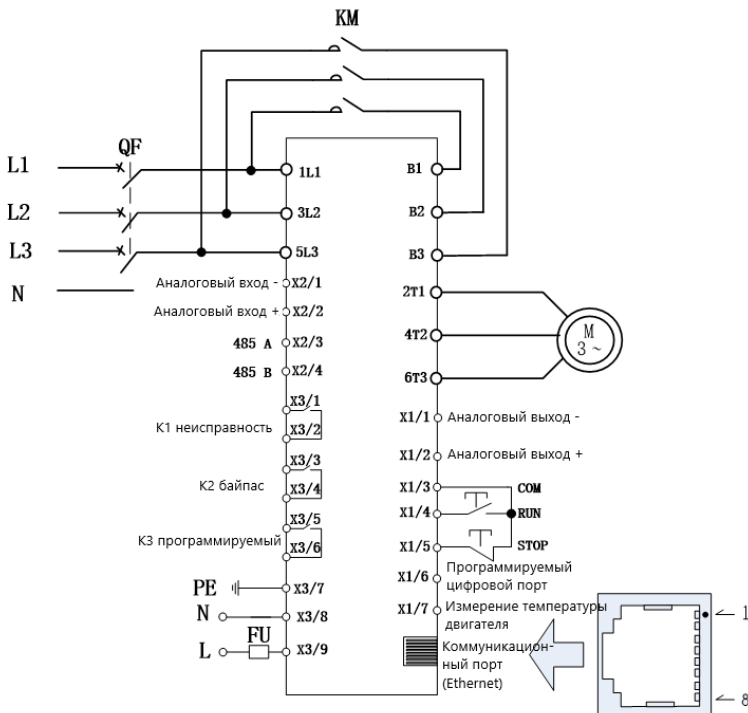 KM
QF
L1
1L1
B1
L2
3L2
B2
L3
5L3
B3
N
Аналоговый вход -
X2/1
2T1
Аналоговый вход +
X2/2
M
3 ~
485 A
X2/3
4T2
485 B
X2/4
6T3
X3/1
К1 неисправность
X3/2
X1/1
Аналоговый выход -
X3/3
X1/2
Аналоговый выход +
К2 байпас
X3/4
X1/3
COM
X1/4
RUN
X3/5
К3 программируемый
X3/6
X1/5
STOP
X1/6
Программируемый
цифровой порт
PE
X3/7
X1/7
Измерение температуры
двигателя
N
X3/8
FU
L
X3/9
Коммуникацион-
ный порт
(Ethernet)
1
8